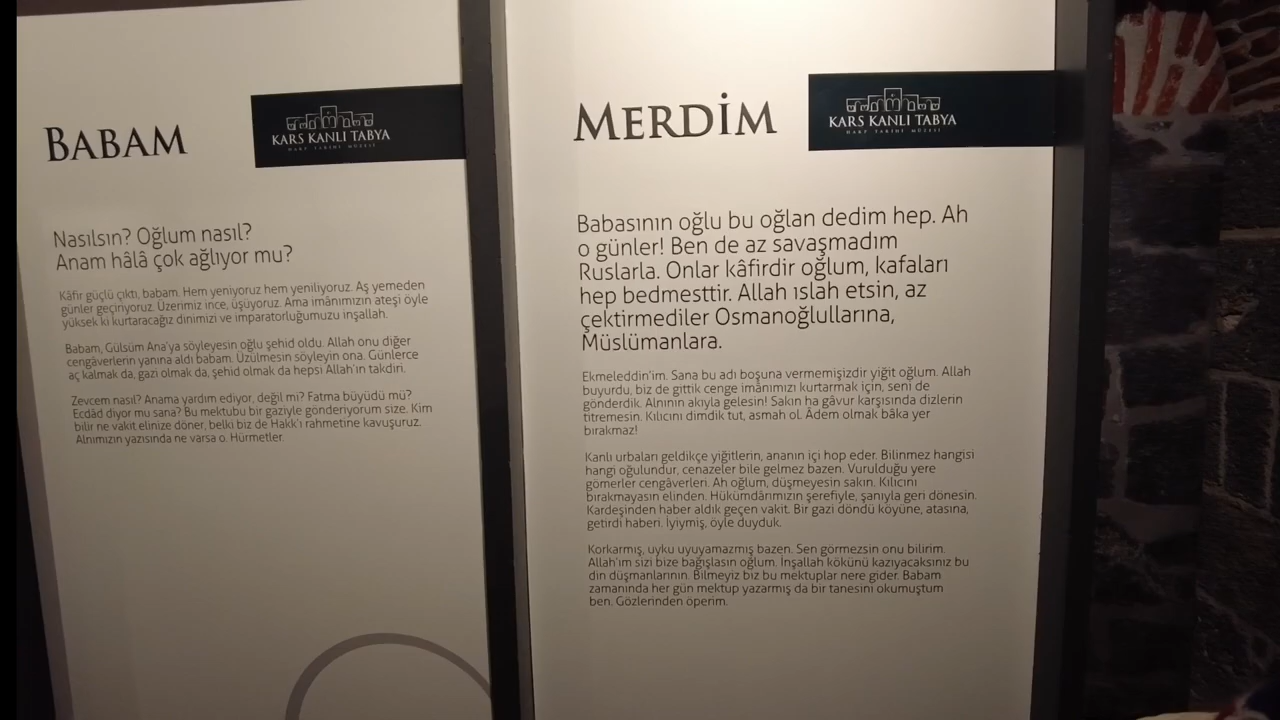 BABAM
KARS KANLI TABYA
HARP TARİHİ MÜZESİ
Nasılsın? Oğlum nasıl?
Anam hâlâ çok ağlıyor mu?
Kâfir güçlü çıktı, babam. Hem yeniyoruz hem yeniliyoruz. Aş yemeden
günler geçiriyoruz. Üzerimiz ince, üşüyoruz. Ama imânımızın ateşi öyle
yüksek ki kurtaracağız dinimizi ve imparatorluğumuzu inşallah.
Babam, Gülsüm Ana'ya söyleyesin oğlu şehid oldu. Allah onu diğer
cengâverlerin yanına aldı babam. Üzülmesin söyleyin ona. Günlerce
aç kalmak da, gazi olmak da, şehid olmak da hepsi Allah'ın takdiri.
Zevcem nasıl? Anama yardım ediyor, değil mi? Fatma büyüdü mü?
Ecdâd diyor mu sana? Bu mektubu bir gaziyle gönderiyorum size. Kim
bilir ne vakit elinize döner, belki biz de Hakk'ı rahmetine kavuşuruz.
Alnımızın yazısında ne varsa o. Hürmetler.
MERDİM
KARS KANLI TABYA
HARP TARİHİ MÜZESİ
Babasının oğlu bu oğlan dedim hep. Ah
o günler! Ben de az savaşmadım
Ruslarla. Onlar kâfirdir oğlum, kafaları
hep bedmesttir. Allah ıslah etsin, az
çektirmediler Osmanoğlullarına,
Müslümanlara.
Ekmeleddin'im. Sana bu adı boşuna vermemişizdir yiğit oğlum. Allah
buyurdu, biz de gittik cenge imânımızı kurtarmak için, seni de
gönderdik. Alnının akıyla gelesin! Sakın ha gâvur karşısında dizlerin
titremesin. Kılıcını dimdik tut, asmah ol. Âdem olmak bâka yer
bırakmaz!
Kanlı urbaları geldikçe yiğitlerin, ananın içi hop eder. Bilinmez hangisi
hangi oğulundur, cenazeler bile gelmez bazen. Vurulduğu yere
gömerler cengâverleri. Ah oğlum, düşmeyesin sakın. Kılıcını
bırakmayasın elinden. Hükümdârımızın şerefiyle, şanıyla geri dönesin.
Kardeşinden haber aldık geçen vakit. Bir gazi döndü köyüne, atasına,
getirdi haberi. İyiymiş, öyle duyduk.
Korkarmış, uyku uyuyamazmış bazen. Sen görmezsin onu bilirim.
Allah'ım sizi bize bağışlasın oğlum. İnşallah kökünü kazıyacaksınız bu
din düşmanlarının. Bilmeyiz biz bu mektuplar nere gider. Babam
zamanında her gün mektup yazarmış da bir tanesini okumuştum
ben. Gözlerinden öperim.